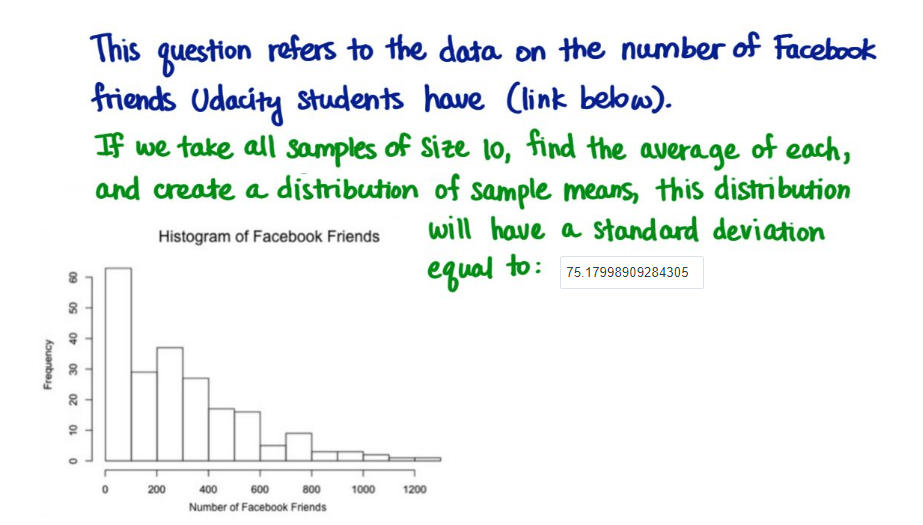 This question refers to the data on the number of Facebook
friends Udacity students have (link below).
If we take all samples of size 10, find the average of each,
and create a distribution of sample means, this distribution
will have a standard deviation
equal to: 75.17998909284305
Histogram of Facebook Friends
Frequency
60
50
40
30
20
10
0
0 200 400 600 800 1000 1200
Number of Facebook Friends